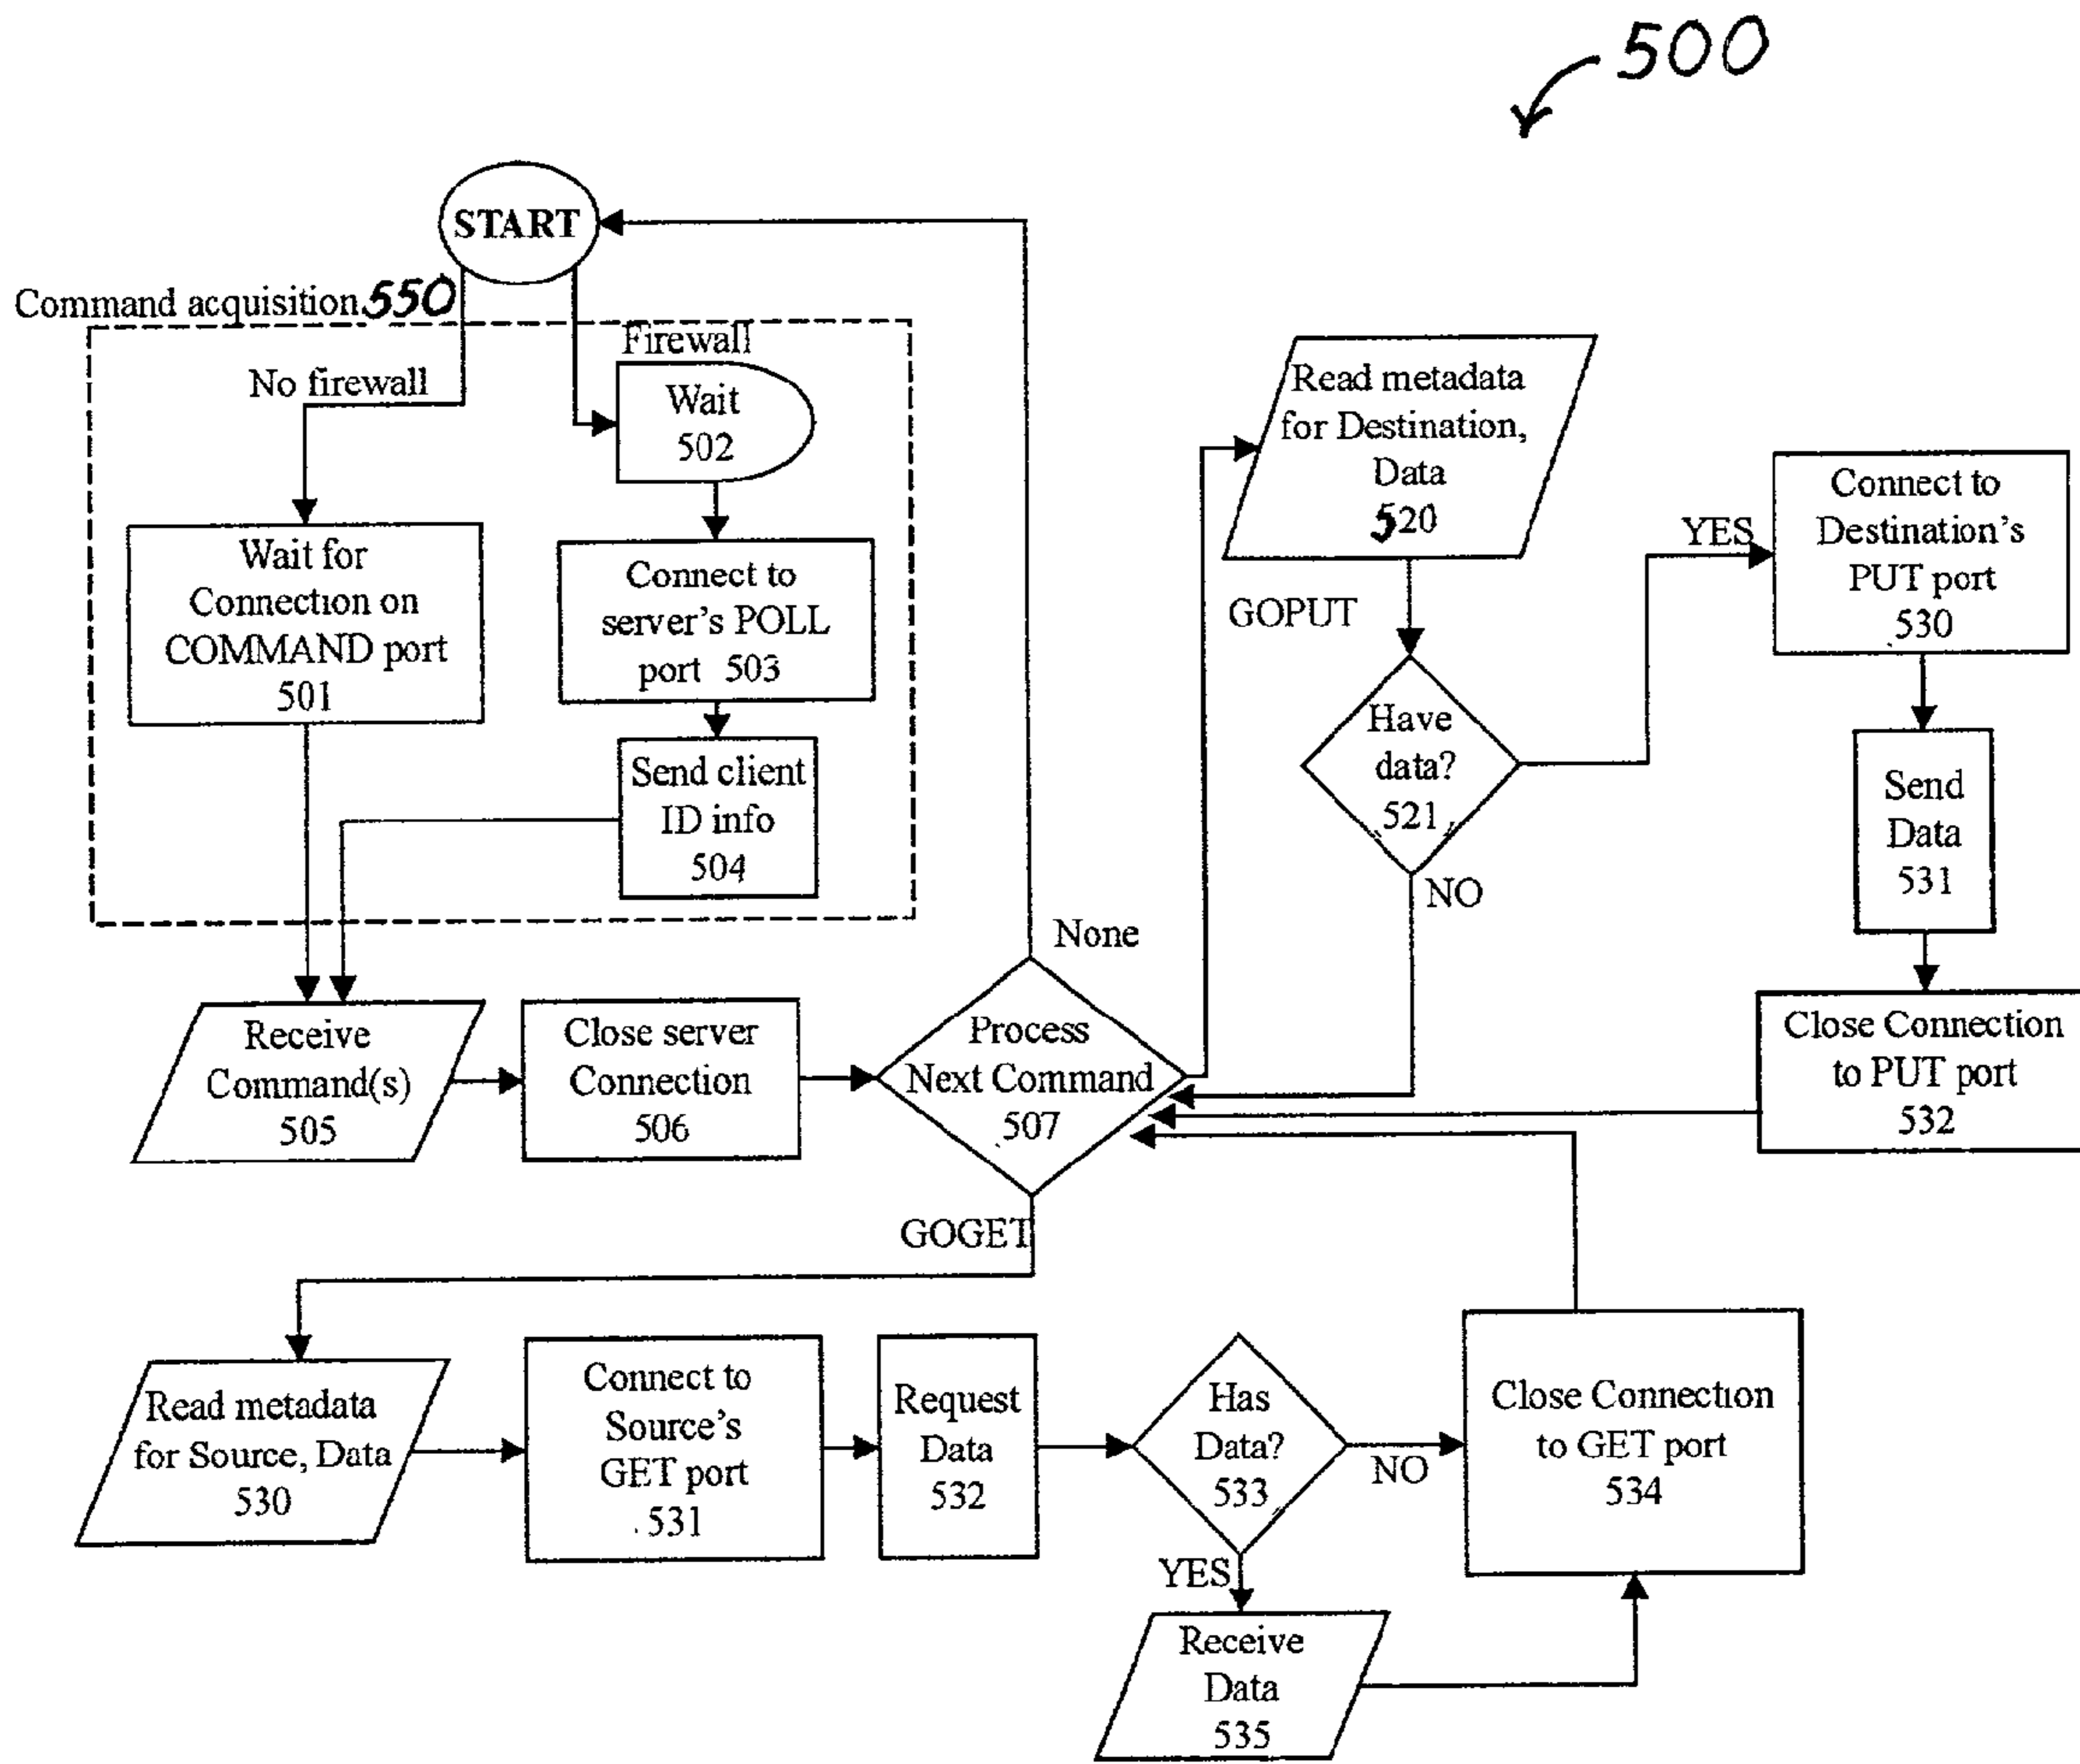 500
START
Command acquisition 550
Firewall
No firewall
Wait
502
Wait for
Connection on
COMMAND port
501
Connect to
server's POLL
port 503
Send client
ID info
504
Read metadata
for Destination,
Data
520
GOPUT
Have
data?
521
YES
NO
Connect to
Destination's
PUT port
530
Send
Data
531
Close Connection
to PUT port
532
None
Receive
Command(s)
505
Close server
Connection
506
Process
Next Command
507
GOGET
Read metadata
for Source, Data
530
Connect to
Source's
GET port
531
Request
Data
532
Has
Data?
533
NO
YES
Close Connection
to GET port
534
Receive
Data
535